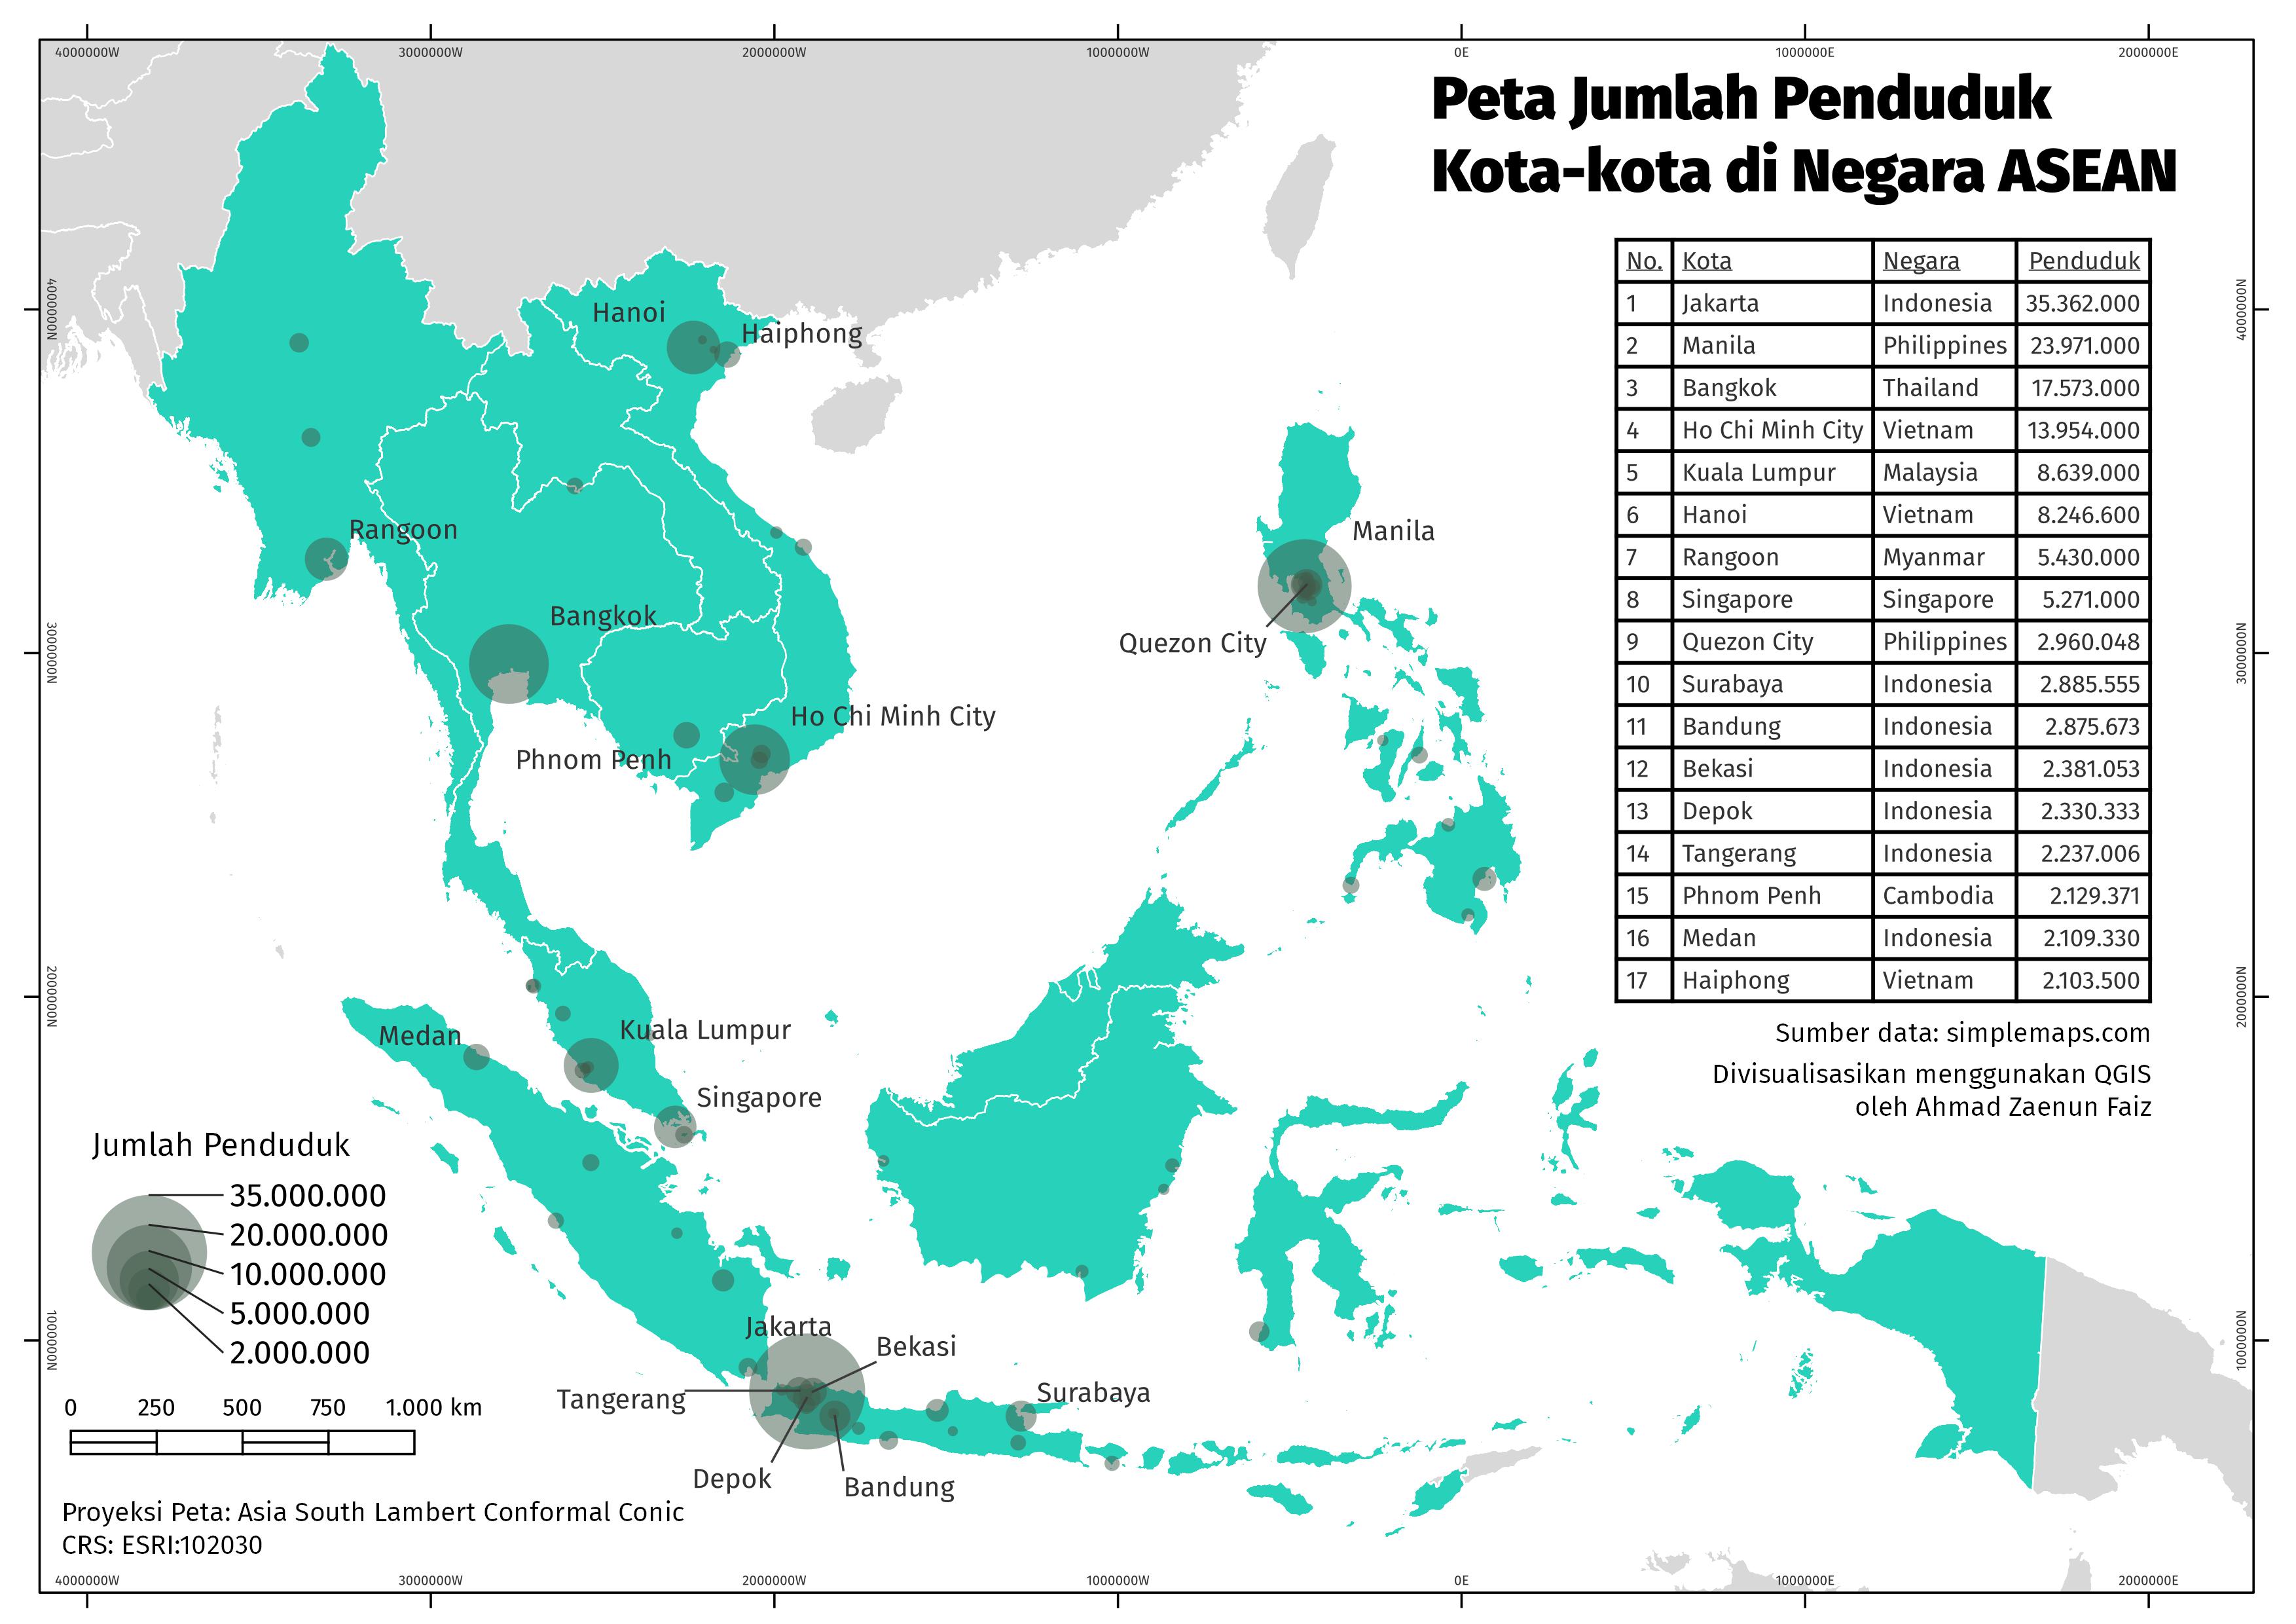 4000000W 3000000W 2000000W 1000000W 0E 1000000E 2000000E
Peta Jumlah Penduduk
Kota-kota di Negara ASEAN
No. Kota Negara Penduduk
1 Jakarta Indonesia 35.362.000
2 Manila Philippines 23.971.000
3 Bangkok Thailand 17.573.000
4 Ho Chi Minh City Vietnam 13.954.000
5 Kuala Lumpur Malaysia 8.639.000
6 Hanoi Vietnam 8.246.600
7 Rangoon Myanmar 5.430.000
8 Singapore Singapore 5.271.000
9 Quezon City Philippines 2.960.048
10 Surabaya Indonesia 2.885.555
11 Bandung Indonesia 2.875.673
12 Bekasi Indonesia 2.381.053
13 Depok Indonesia 2.330.333
14 Tangerang Indonesia 2.237.006
15 Phnom Penh Cambodia 2.129.371
16 Medan Indonesia 2.109.330
17 Haiphong Vietnam 2.103.500
Sumber data: simplemaps.com
Divisualisasikan menggunakan QGIS
oleh Ahmad Zaenun Faiz
4000000N
3000000N
2000000N
1000000N
4000000N
3000000N
2000000N
1000000N
Hanoi
Haiphong
Rangoon
Manila
Bangkok
Quezon City
Ho Chi Minh City
Phnom Penh
Kuala Lumpur
Medan
Singapore
Jakarta
Bekasi
Tangerang
Surabaya
Depok
Bandung
Jumlah Penduduk
35.000.000
20.000.000
10.000.000
5.000.000
2.000.000
0 250 500 750 1.000 km
Proyeksi Peta: Asia South Lambert Conformal Conic
CRS: ESRI:102030
4000000W 3000000W 2000000W 1000000W 0E 1000000E 2000000E